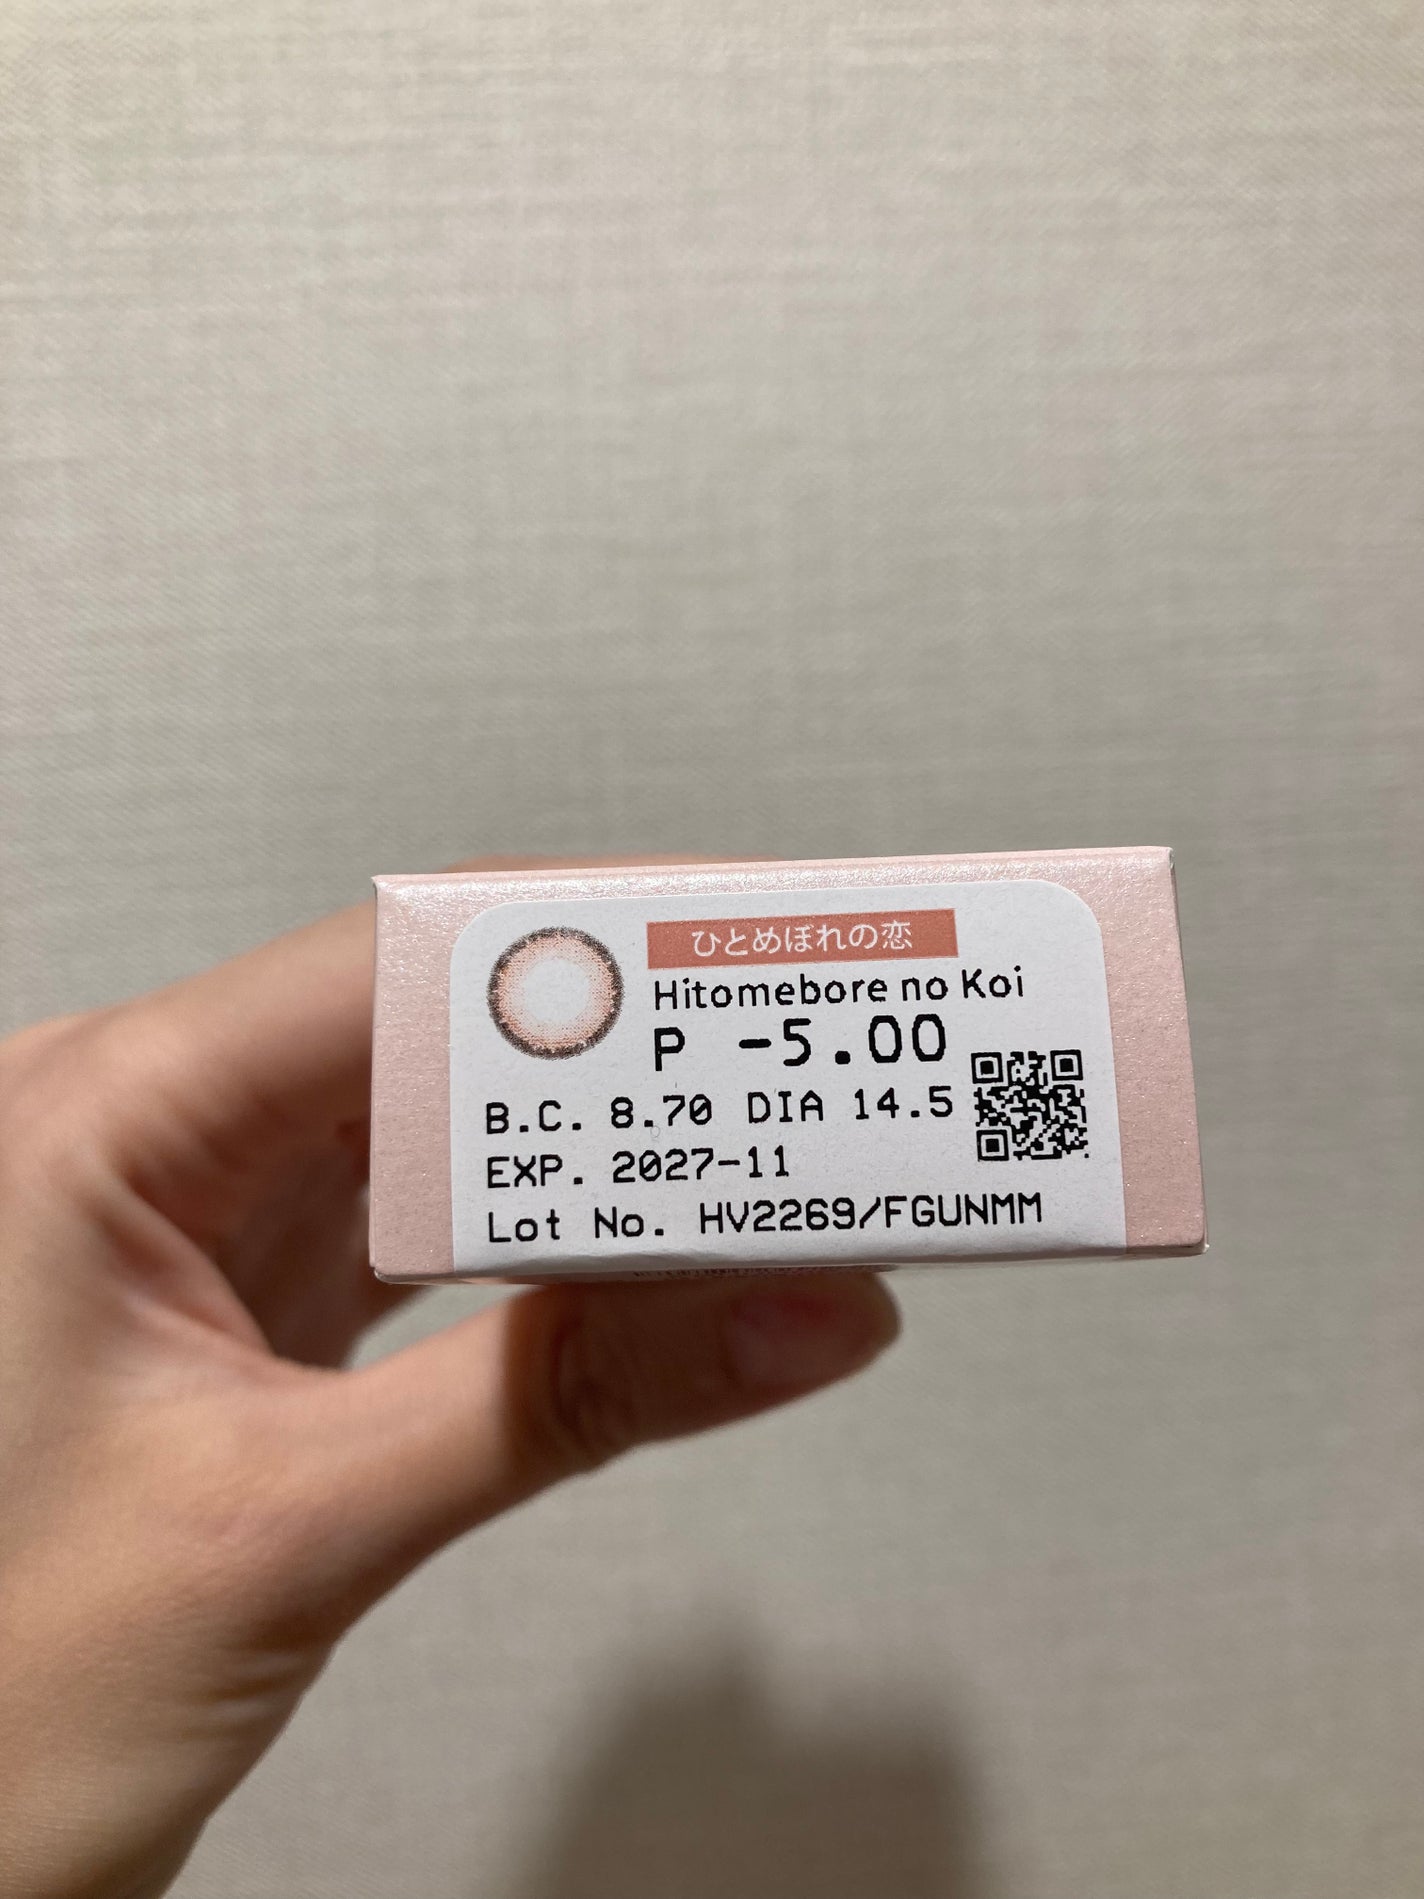 ひとめぼれの恋
Hitomebore no Koi
P -5.00
B.C. 8.70 DIA 14.5
EXP. 2027-11
Lot No. HV2269/FGUNMM